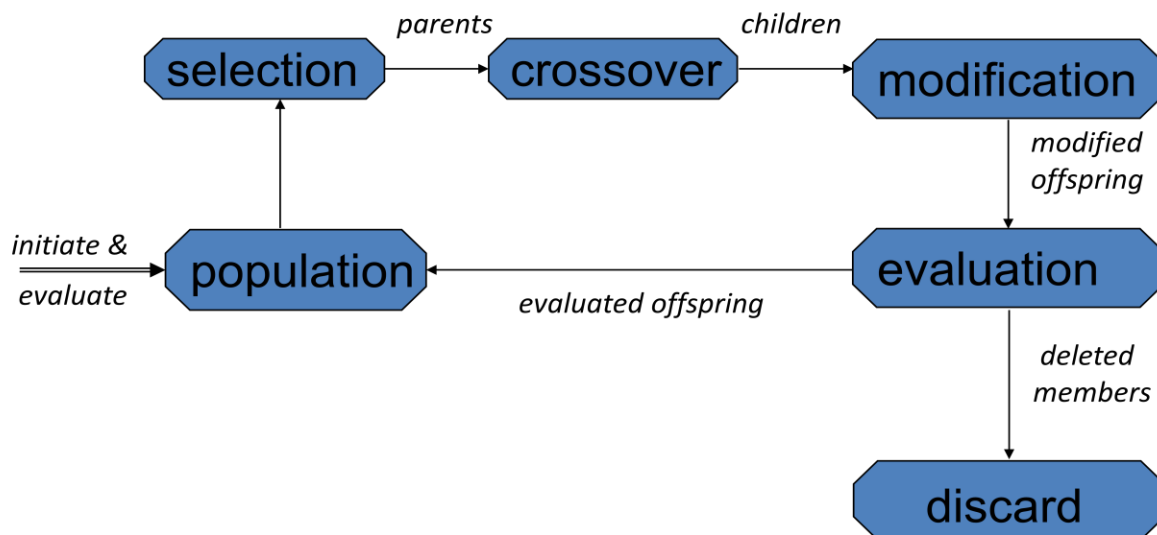 parents
children
selection
crossover
modification
modified
offspring
initiate &
evaluate
population
evaluated offspring
evaluation
deleted
members
discard